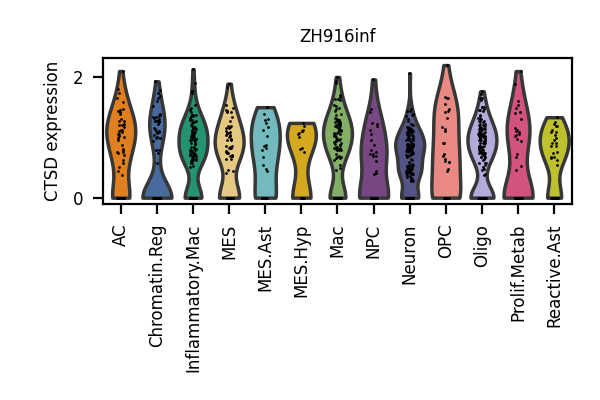 ZH916inf
CTSD expression
2
0
AC
Chromatin.Reg
Inflammatory.Mac
MES
MES.Ast
MES.Hyp
Mac
NPC
Neuron
OPC
Oligo
Prolif.Metab
Reactive.Ast